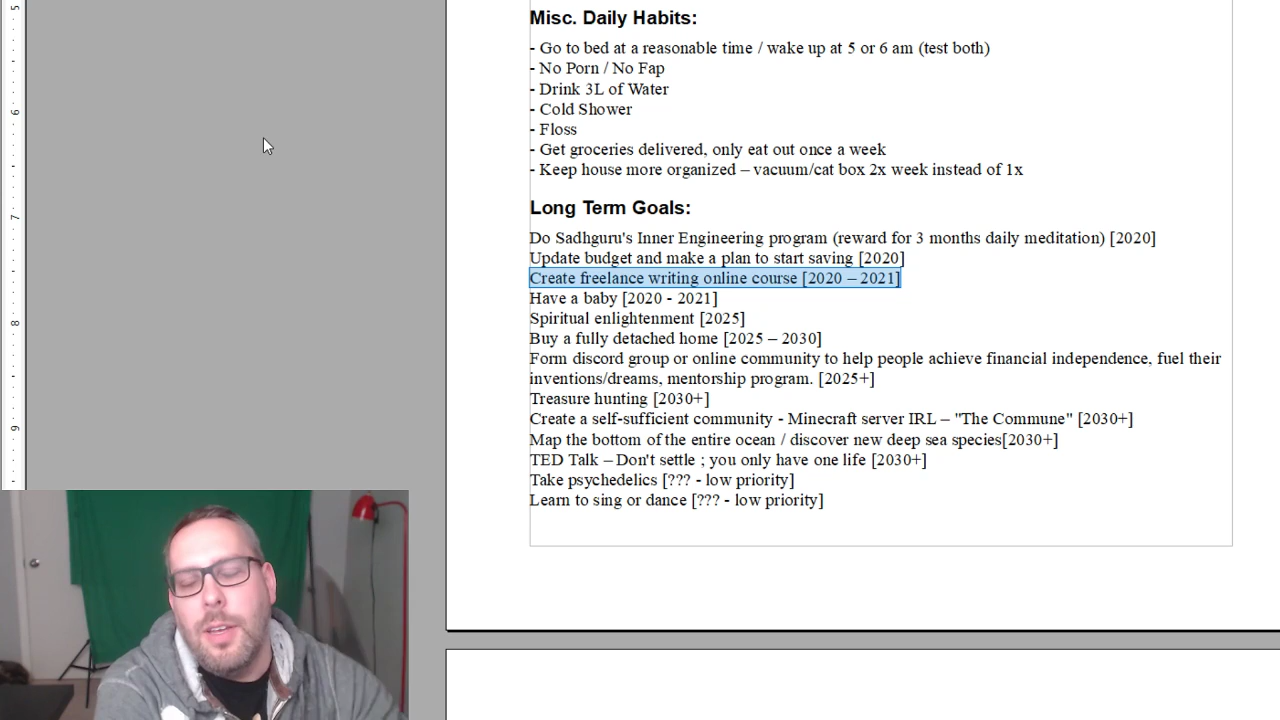 Misc. Daily Habits:
- Go to bed at a reasonable time / wake up at 5 or 6 am (test both)
- No Porn / No Fap
- Drink 3L of Water
- Cold Shower
- Floss
- Get groceries delivered, only eat out once a week
- Keep house more organized – vacuum/cat box 2x week instead of 1x
Long Term Goals:
Do Sadhguru's Inner Engineering program (reward for 3 months daily meditation) [2020]
Update budget and make a plan to start saving [2020]
Create freelance writing online course [2020 – 2021]
Have a baby [2020 - 2021]
Spiritual enlightenment [2025]
Buy a fully detached home [2025 – 2030]
Form discord group or online community to help people achieve financial independence, fuel their
inventions/dreams, mentorship program. [2025+]
Treasure hunting [2030+]
Create a self-sufficient community - Minecraft server IRL – "The Commune" [2030+]
Map the bottom of the entire ocean / discover new deep sea species[2030+]
TED Talk – Don't settle ; you only have one life [2030+]
Take psychedelics [??? - low priority]
Learn to sing or dance [??? - low priority]
5
6
7
8
9